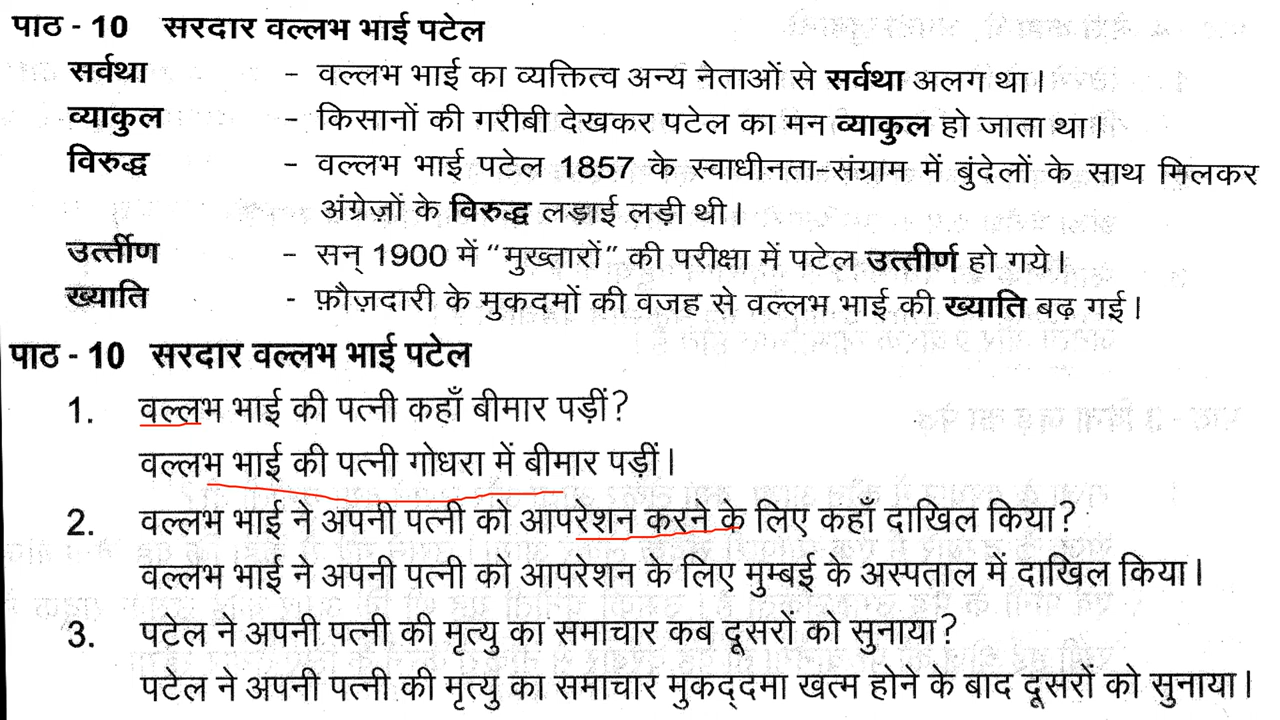 पाठ - 10 सरदार वल्लभ भाई पटेल
सर्वथा - वल्लभ भाई का व्यक्तित्व अन्य नेताओं से सर्वथा अलग था।
व्याकुल - किसानों की गरीबी देखकर पटेल का मन व्याकुल हो जाता था।
विरुद्ध - वल्लभ भाई पटेल 1857 के स्वाधीनता-संग्राम में बुंदेलों के साथ मिलकर
अंग्रेज़ों के विरुद्ध लड़ाई लड़ी थी।
उर्त्तीण - सन् 1900 में “मुख्तारों” की परीक्षा में पटेल उत्तीर्ण हो गये।
ख्याति - फ़ौज़दारी के मुकदमों की वजह से वल्लभ भाई की ख्याति बढ़ गई।
पाठ - 10 सरदार वल्लभ भाई पटेल
1. वल्लभ भाई की पत्नी कहाँ बीमार पड़ीं?
वल्लभ भाई की पत्नी गोधरा में बीमार पड़ीं।
2. वल्लभ भाई ने अपनी पत्नी को आपरेशन करने के लिए कहाँ दाखिल किया?
वल्लभ भाई ने अपनी पत्नी को आपरेशन के लिए मुम्बई के अस्पताल में दाखिल किया।
3. पटेल ने अपनी पत्नी की मृत्यु का समाचार कब दूसरों को सुनाया?
पटेल ने अपनी पत्नी की मृत्यु का समाचार मुकद्दमा खत्म होने के बाद दूसरों को सुनाया।